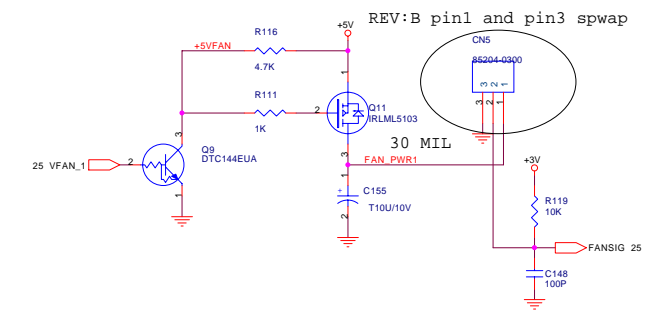 REV:B pin1 and pin3 spwap
+5V
R116
+5VFAN
4.7K
CN5
85204-0300
3 2 1
3 2 1
1
R111
2
Q11
IRLML5103
1K
3
Q9
DTC144EUA
25 VFAN_1
2
1
3
30 MIL
FAN_PWR1
1
+
C155
2
T10U/10V
+3V
R119
10K
FANSIG 25
C148
100P